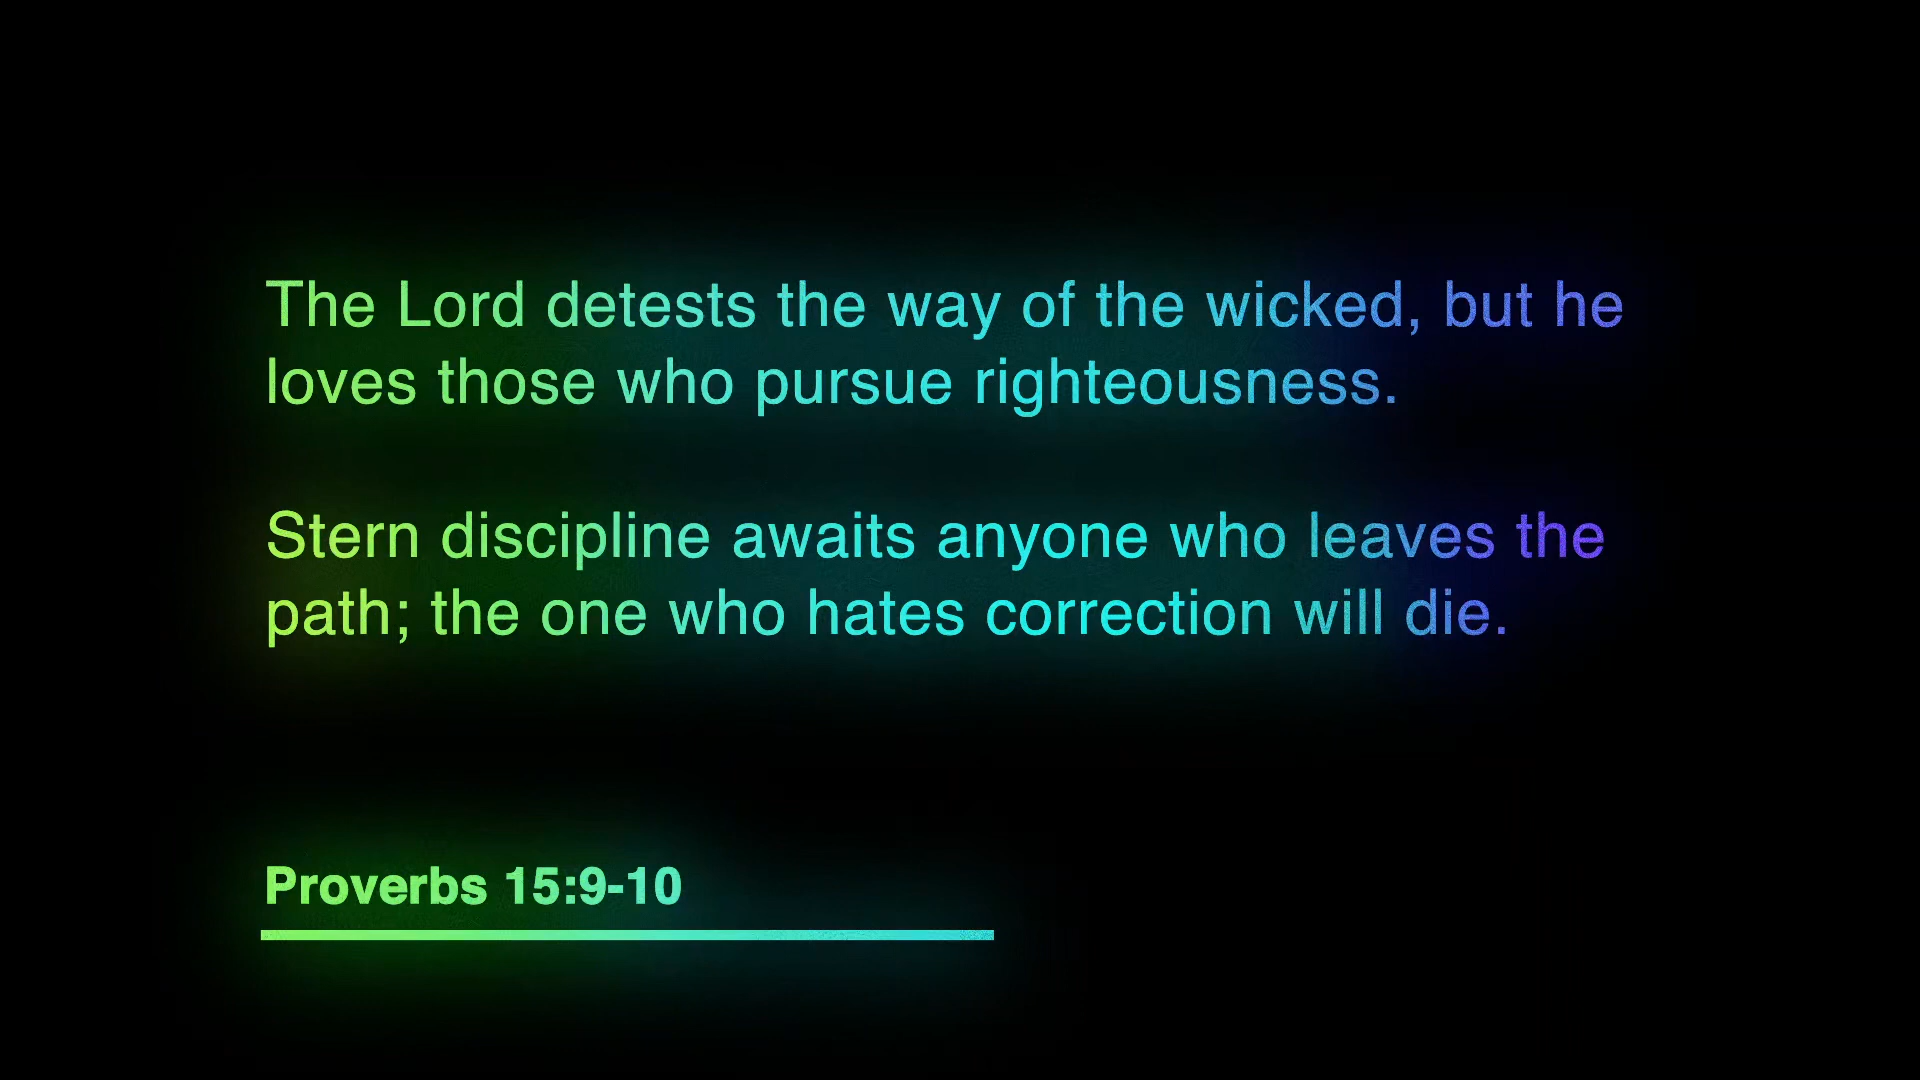 The Lord detests the way of the wicked, but he
loves those who pursue righteousness.
Stern discipline awaits anyone who leaves the
path; the one who hates correction will die.
Proverbs 15:9-10